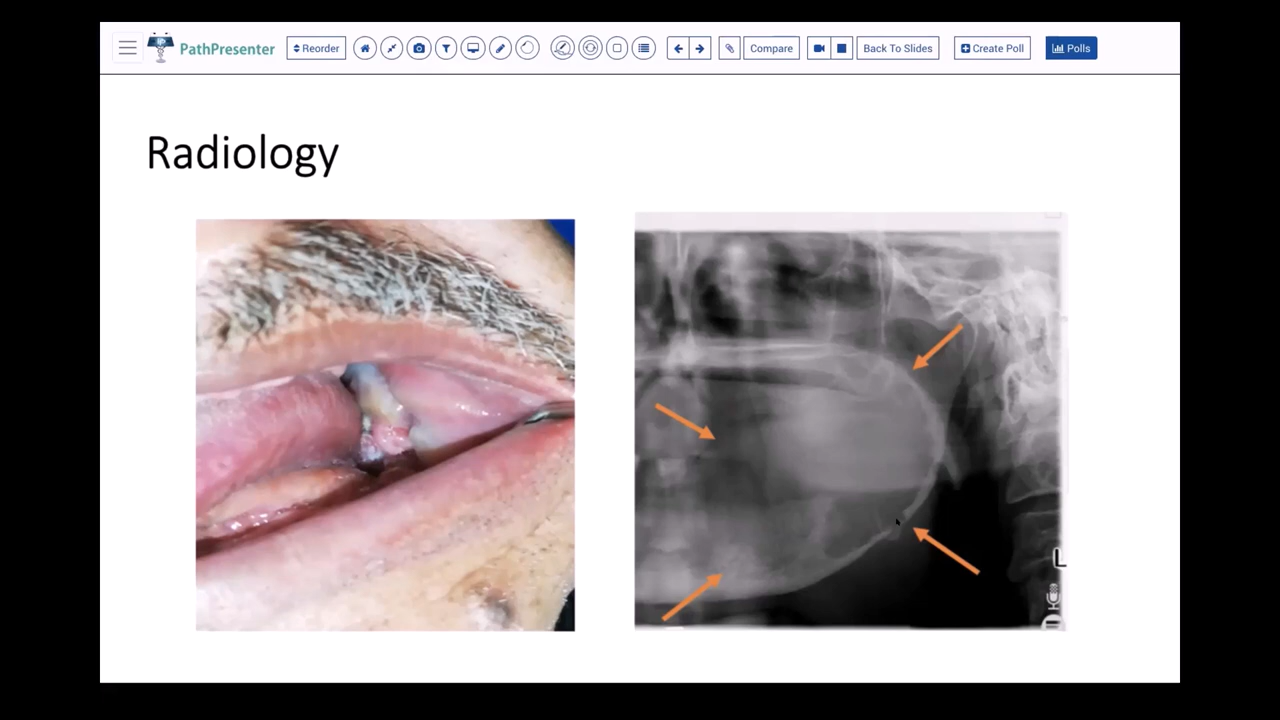 PathPresenter
Reorder
Compare
Back To Slides
Create Poll
Polls
Radiology
L